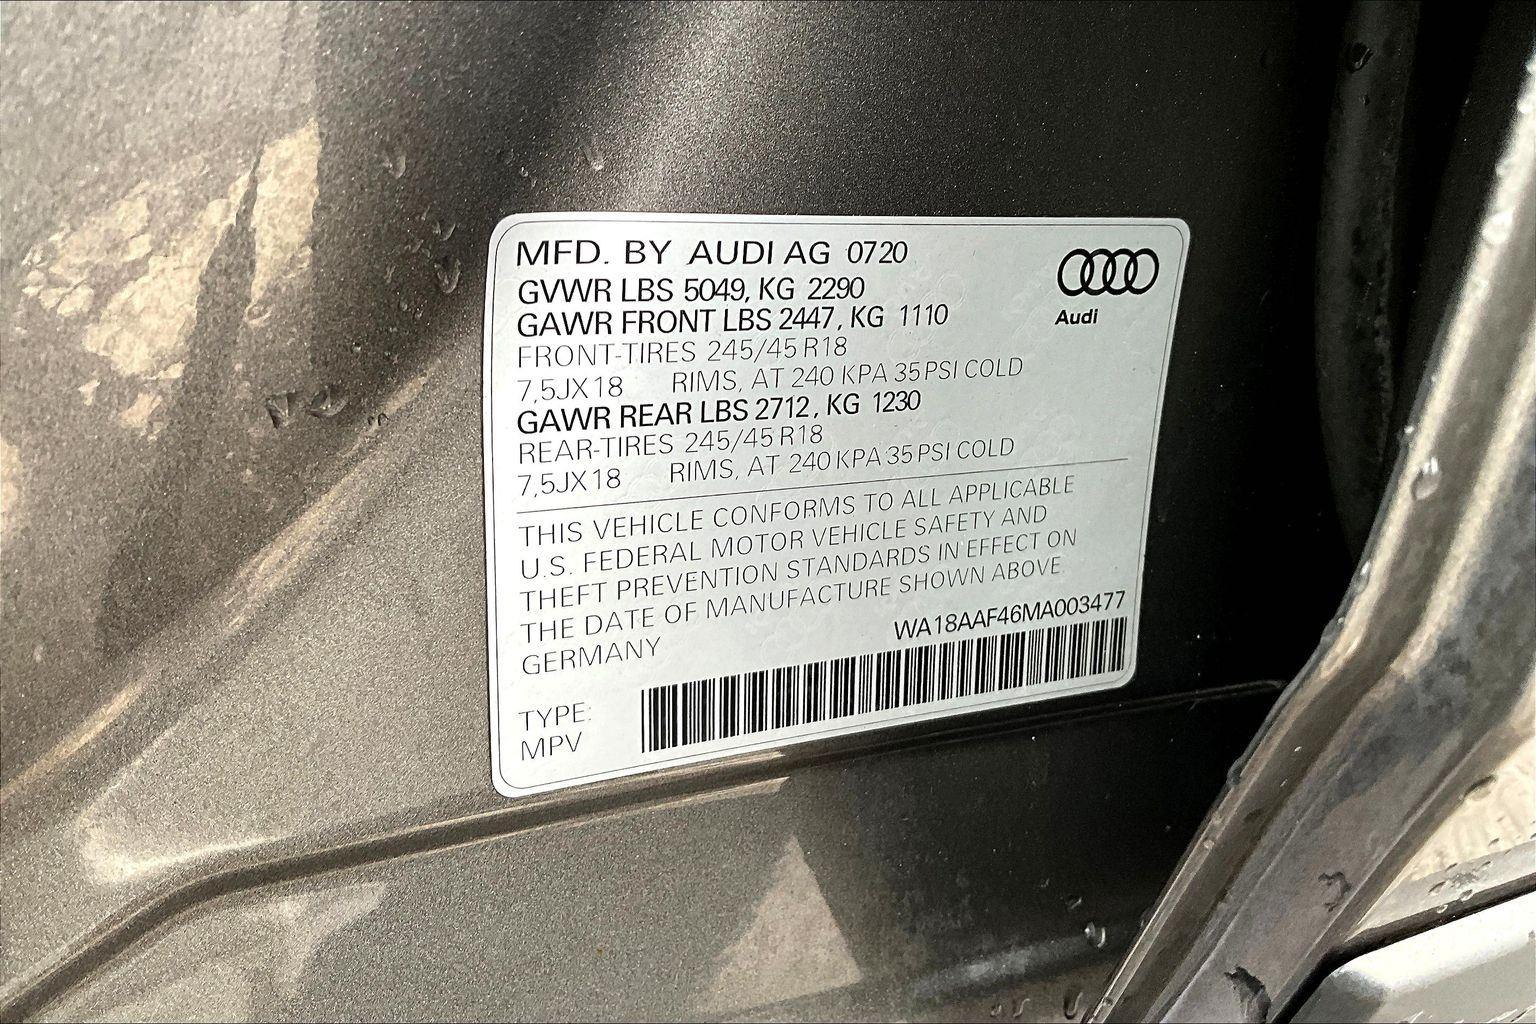 MFD. BY AUDI AG 0720
GVWR LBS 5049, KG 2290
GAWR FRONT LBS 2447, KG 1110
FRONT-TIRES 245/45 R18
7,5JX18 RIMS, AT 240 KPA 35 PSI COLD
GAWR REAR LBS 2712, KG 1230
REAR-TIRES 245/45 R18
7,5JX18 RIMS, AT 240 KPA 35 PSI COLD
Audi
THIS VEHICLE CONFORMS TO ALL APPLICABLE
U.S. FEDERAL MOTOR VEHICLE SAFETY AND
THEFT PREVENTION STANDARDS IN EFFECT ON
THE DATE OF MANUFACTURE SHOWN ABOVE.
GERMANY WA18AAF46MA003477
TYPE:
MPV